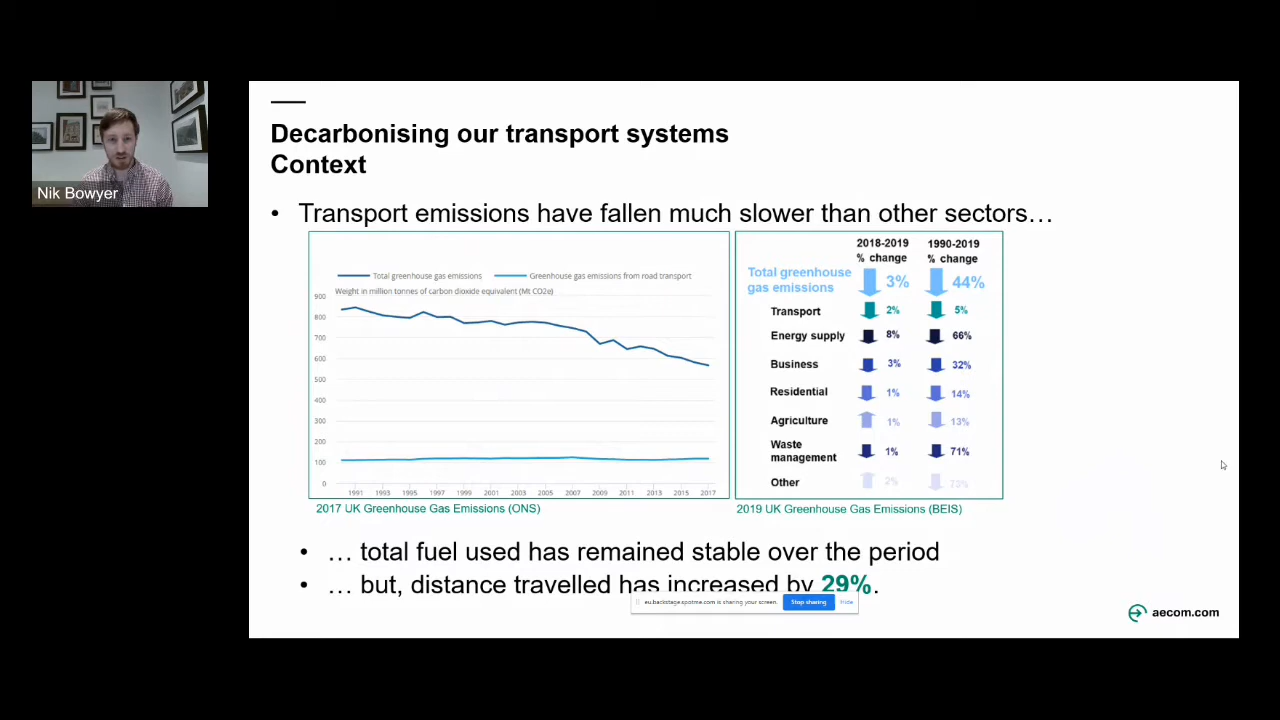 Nik Bowyer
Decarbonising our transport systems
Context
• Transport emissions have fallen much slower than other sectors…
Total greenhouse gas emissions
Greenhouse gas emissions from road transport
Weight in million tonnes of carbon dioxide equivalent (Mt CO2e)
900
800
700
600
500
400
300
200
100
0
1991 1993 1995 1997 1999 2001 2003 2005 2007 2009 2011 2013 2015 2017
2017 UK Greenhouse Gas Emissions (ONS)
2018-2019 1990-2019
% change % change
Total greenhouse
gas emissions 3% 44%
Transport 2% 5%
Energy supply 8% 66%
Business 3% 32%
Residential 1% 14%
Agriculture 1% 13%
Waste
management 1% 71%
Other 2% 73%
2019 UK Greenhouse Gas Emissions (BEIS)
• … total fuel used has remained stable over the period
• … but, distance travelled has increased by 29%.
eu.backstage.spotme.com is sharing your screen. Stop sharing Hide
aecom.com